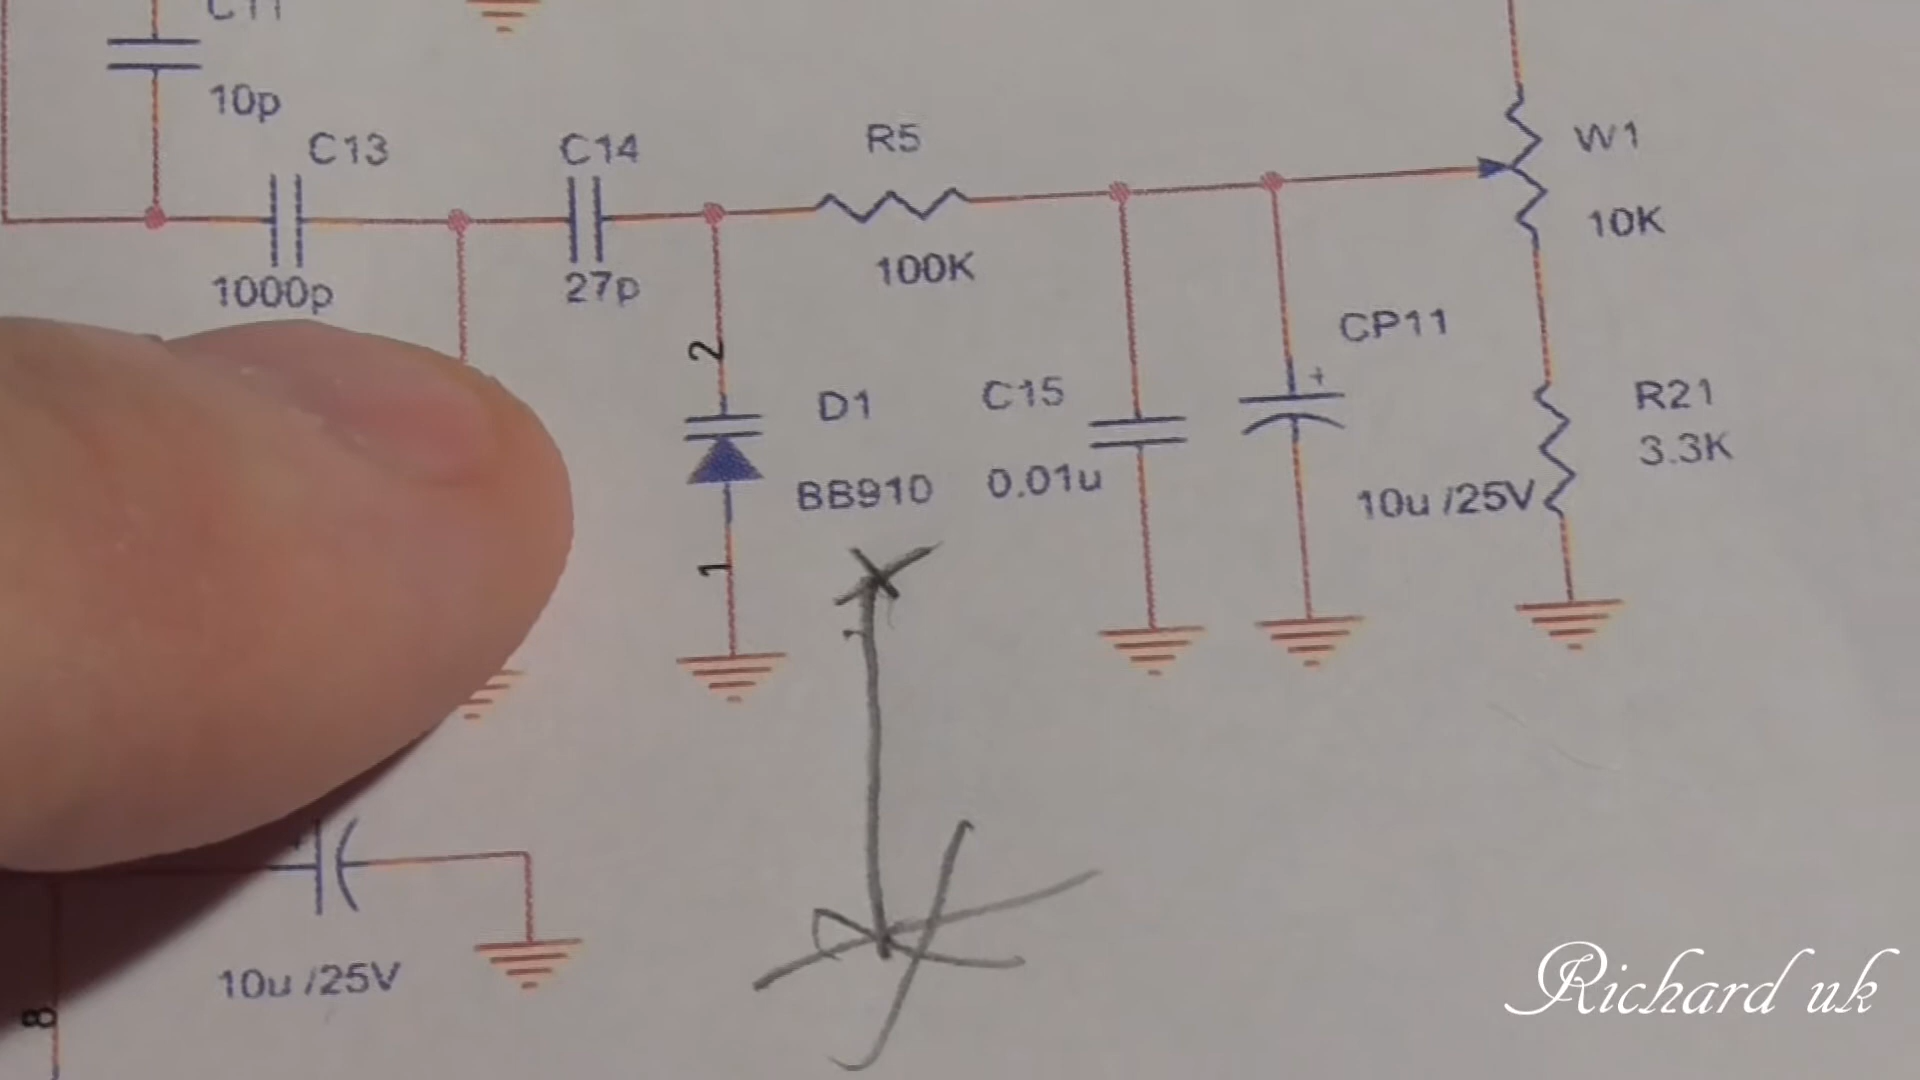 C11
10p
C13
1000p
C14
27p
R5
100K
W1
10K
2
D1
BB910
1
C15
0.01u
CP11
+
10u /25V
R21
3.3K
10u /25V
8
Richard uk